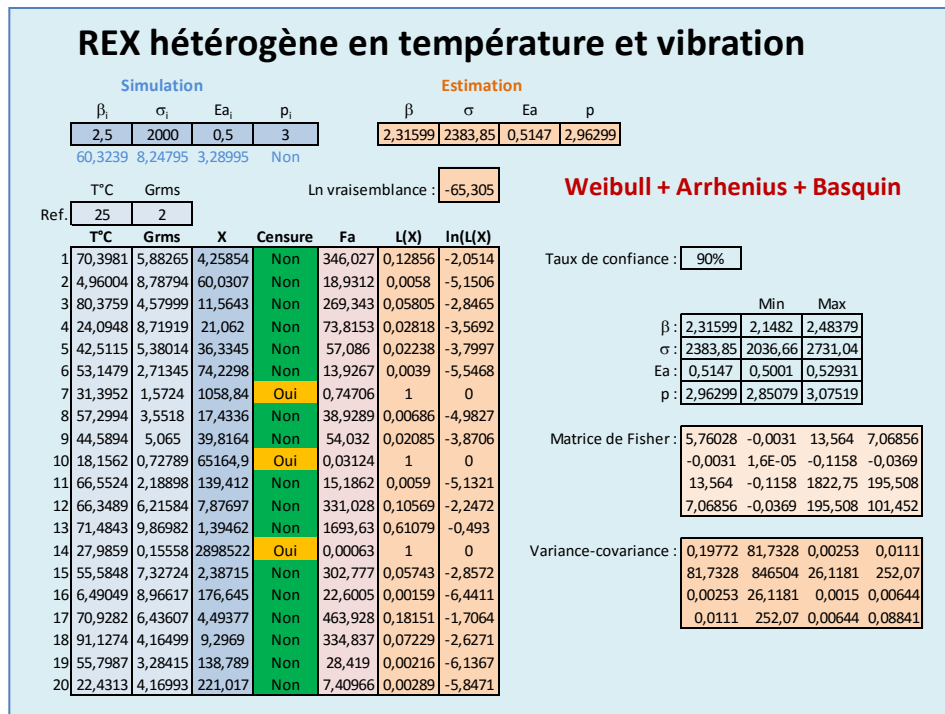 REX hétérogène en température et vibration
Simulation Estimation
βi σi Eai pi β σ Ea p
2,5 2000 0,5 3 2,31599 2383,85 0,5147 2,96299
60,3239 8,24795 3,28995 Non
T°C Grms Ln vraisemblance : -65,305 Weibull + Arrhenius + Basquin
Ref. 25 2
T°C Grms X Censure Fa L(X) ln(L(X)
1 70,3981 5,88265 4,25854 Non 346,027 0,12856 -2,0514 Taux de confiance : 90%
2 4,96004 8,78794 60,0307 Non 18,9312 0,0058 -5,1506
3 80,3759 4,57999 11,5643 Non 269,343 0,05805 -2,8465 Min Max
4 24,0948 8,71919 21,062 Non 73,8153 0,02818 -3,5692 β : 2,31599 2,1482 2,48379
5 42,5115 5,38014 36,3345 Non 57,086 0,02238 -3,7997 σ : 2383,85 2036,66 2731,04
6 53,1479 2,71345 74,2298 Non 13,9267 0,0039 -5,5468 Ea : 0,5147 0,5001 0,52931
7 31,3952 1,5724 1058,84 Oui 0,74706 1 0 p : 2,96299 2,85079 3,07519
8 57,2994 3,5518 17,4336 Non 38,9289 0,00686 -4,9827
9 44,5894 5,065 39,8164 Non 54,032 0,02085 -3,8706 Matrice de Fisher : 5,76028 -0,0031 13,564 7,06856
10 18,1562 0,72789 65164,9 Oui 0,03124 1 0 -0,0031 1,6E-05 -0,1158 -0,0369
11 66,5524 2,18898 139,412 Non 15,1862 0,0059 -5,1321 13,564 -0,1158 1822,75 195,508
12 66,3489 6,21584 7,87697 Non 331,028 0,10569 -2,2472 7,06856 -0,0369 195,508 101,452
13 71,4843 9,86982 1,39462 Non 1693,63 0,61079 -0,493
14 27,9859 0,15558 2898522 Oui 0,00063 1 0 Variance-covariance : 0,19772 81,7328 0,00253 0,0111
15 55,5848 7,32724 2,38715 Non 302,777 0,05743 -2,8572 81,7328 846504 26,1181 252,07
16 6,49049 8,96617 176,645 Non 22,6005 0,00159 -6,4411 0,00253 26,1181 0,0015 0,00644
17 70,9282 6,43607 4,49377 Non 463,928 0,18151 -1,7064 0,0111 252,07 0,00644 0,08841
18 91,1274 4,16499 9,2969 Non 334,837 0,07229 -2,6271
19 55,7987 3,28415 138,789 Non 28,419 0,00216 -6,1367
20 22,4313 4,16993 221,017 Non 7,40966 0,00289 -5,8471